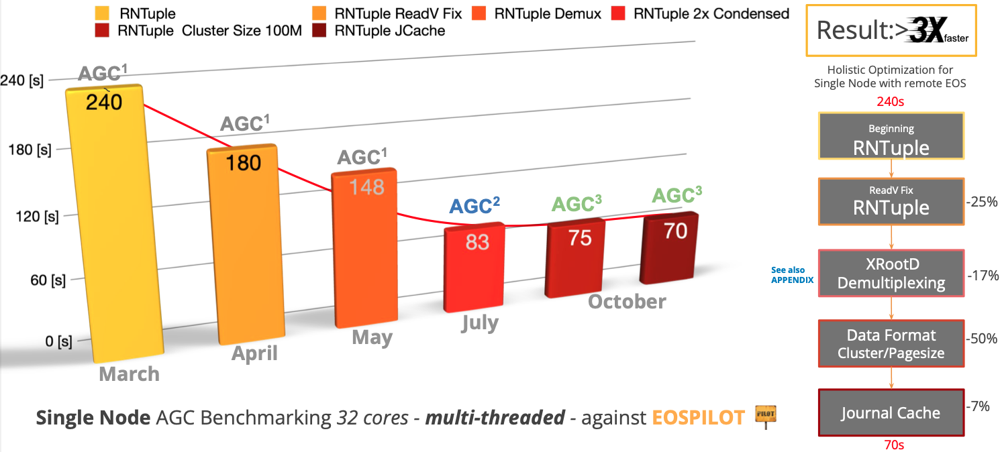 RNTuple
RNTuple ReadV Fix
RNTuple Demux
RNTuple 2x Condensed
RNTuple Cluster Size 100M
RNTuple JCache
240 [s]
180 [s]
120 [s]
60 [s]
0 [s]
AGC¹
240
March
AGC¹
180
April
AGC¹
148
May
AGC²
83
July
AGC³
75
AGC³
70
October
Single Node AGC Benchmarking 32 cores - multi-threaded - against EOSPILOT
PILOT
Result:>3X faster
Holistic Optimization for
Single Node with remote EOS
240s
Beginning
RNTuple
ReadV Fix
RNTuple
-25%
See also
APPENDIX
XRootD
Demultiplexing
-17%
Data Format
Cluster/Pagesize
-50%
Journal Cache
-7%
70s